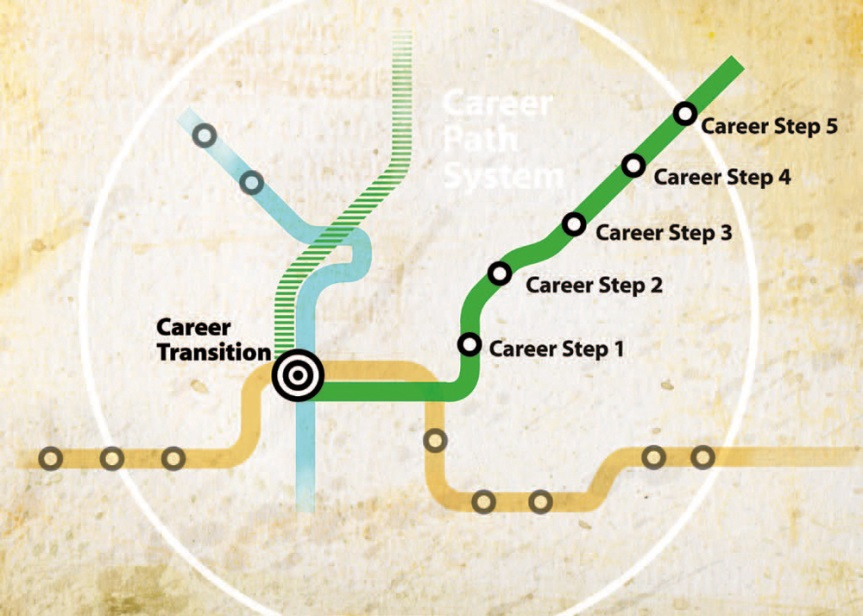 Career
Path
System
Career Step 5
Career Step 4
Career Step 3
Career Step 2
Career
Transition
Career Step 1